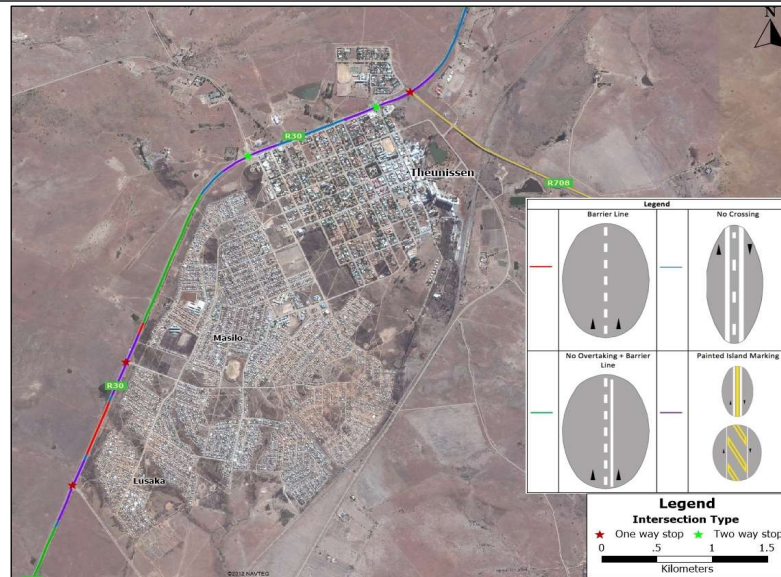 N
R30
R708
Theunissen
Masilo
R30
Lusaka
©2012 NAVTEQ
Legend
Barrier Line
No Crossing
No Overtaking + Barrier
Line
Painted Island Marking
Legend
Intersection Type
One way stop
Two way stop
0 .5 1 1.5
Kilometers